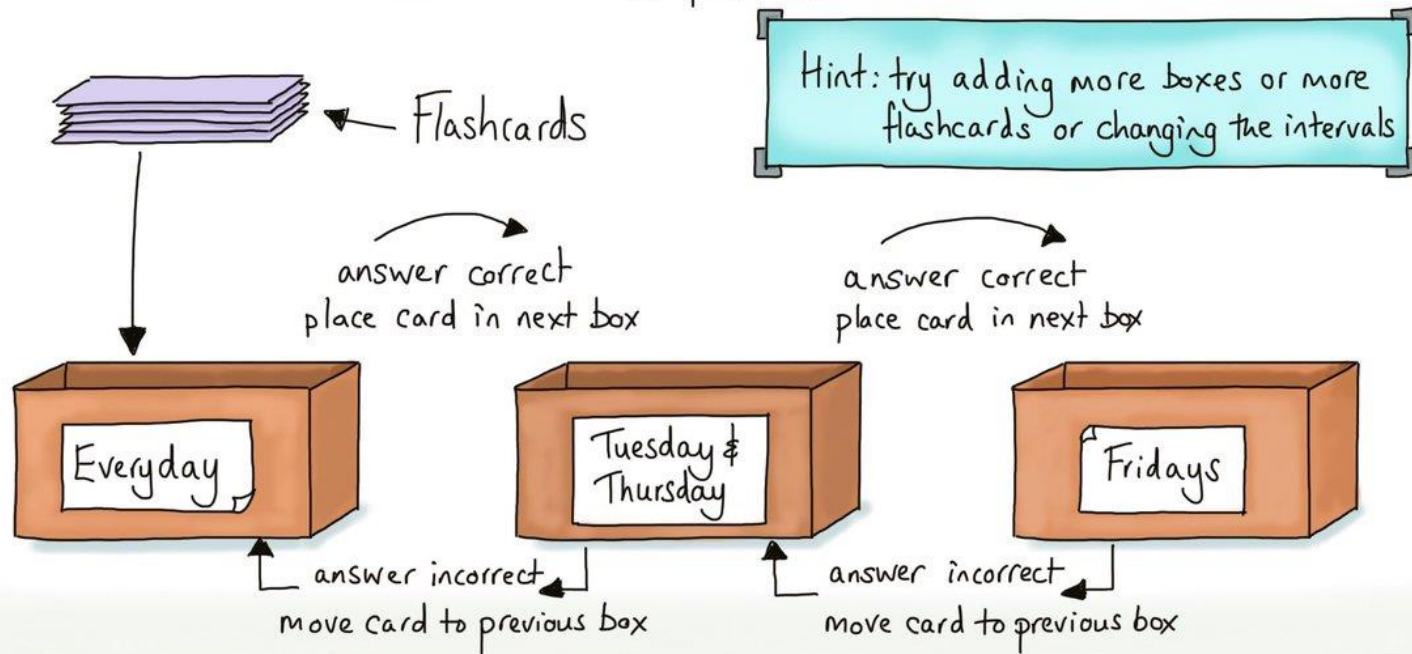 Flashcards
Hint: try adding more boxes or more
flashcards or changing the intervals
answer correct
place card in next box
answer correct
place card in next box
Everyday
Tuesday &
Thursday
Fridays
answer incorrect
move card to previous box
answer incorrect
move card to previous box